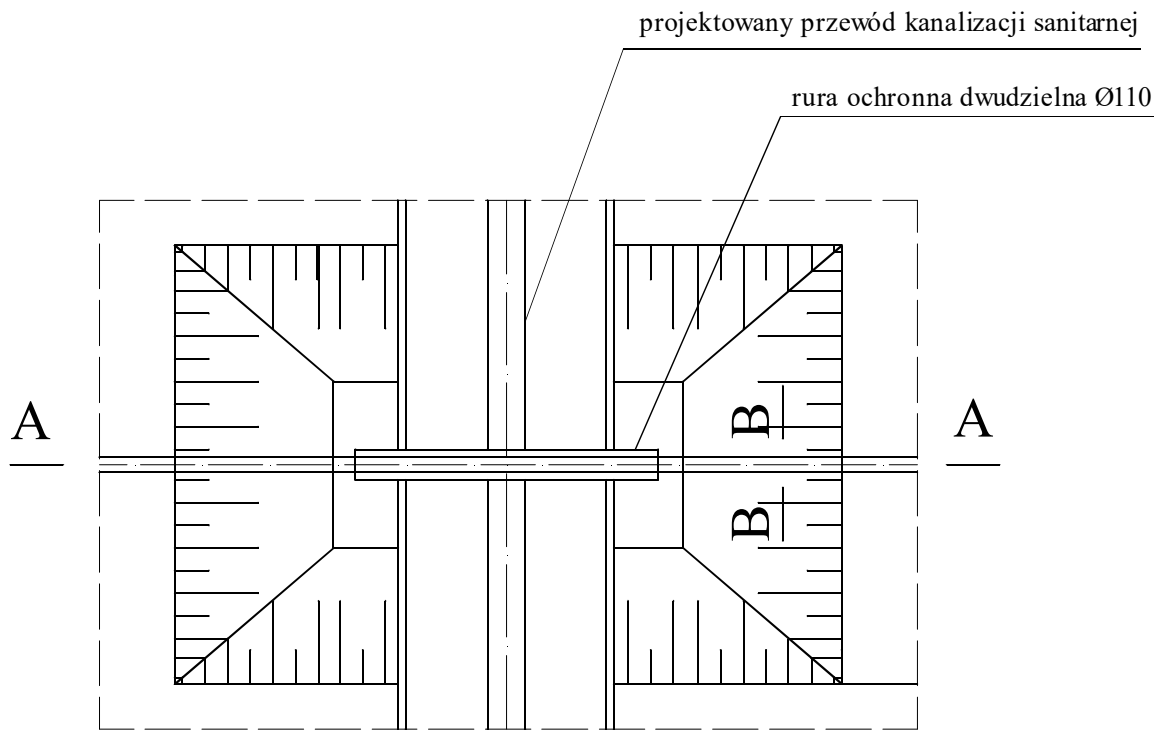 projektowany przewód kanalizacji sanitarnej
rura ochronna dwudzielna Ø110
A
A
B
B